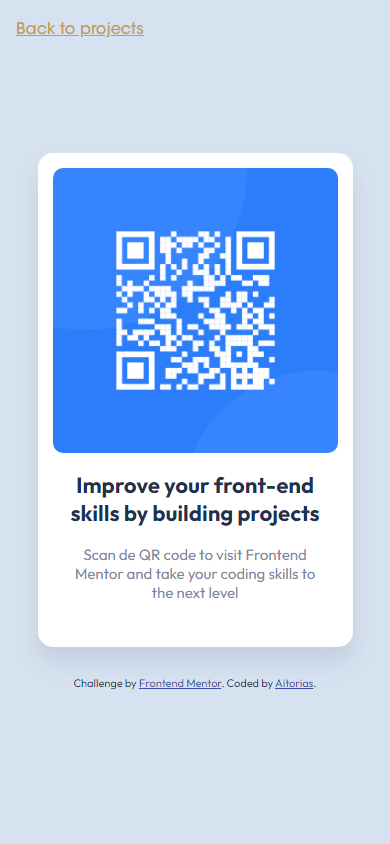 Back to projects
Improve your front-end
skills by building projects
Scan de QR code to visit Frontend
Mentor and take your coding skills to
the next level
Challenge by Frontend Mentor. Coded by Aitorias.